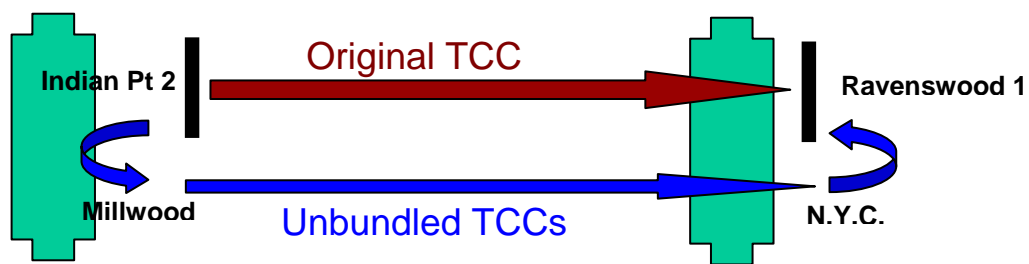 Original TCC
Indian Pt 2
Ravenswood 1
Millwood
Unbundled TCCs
N.Y.C.